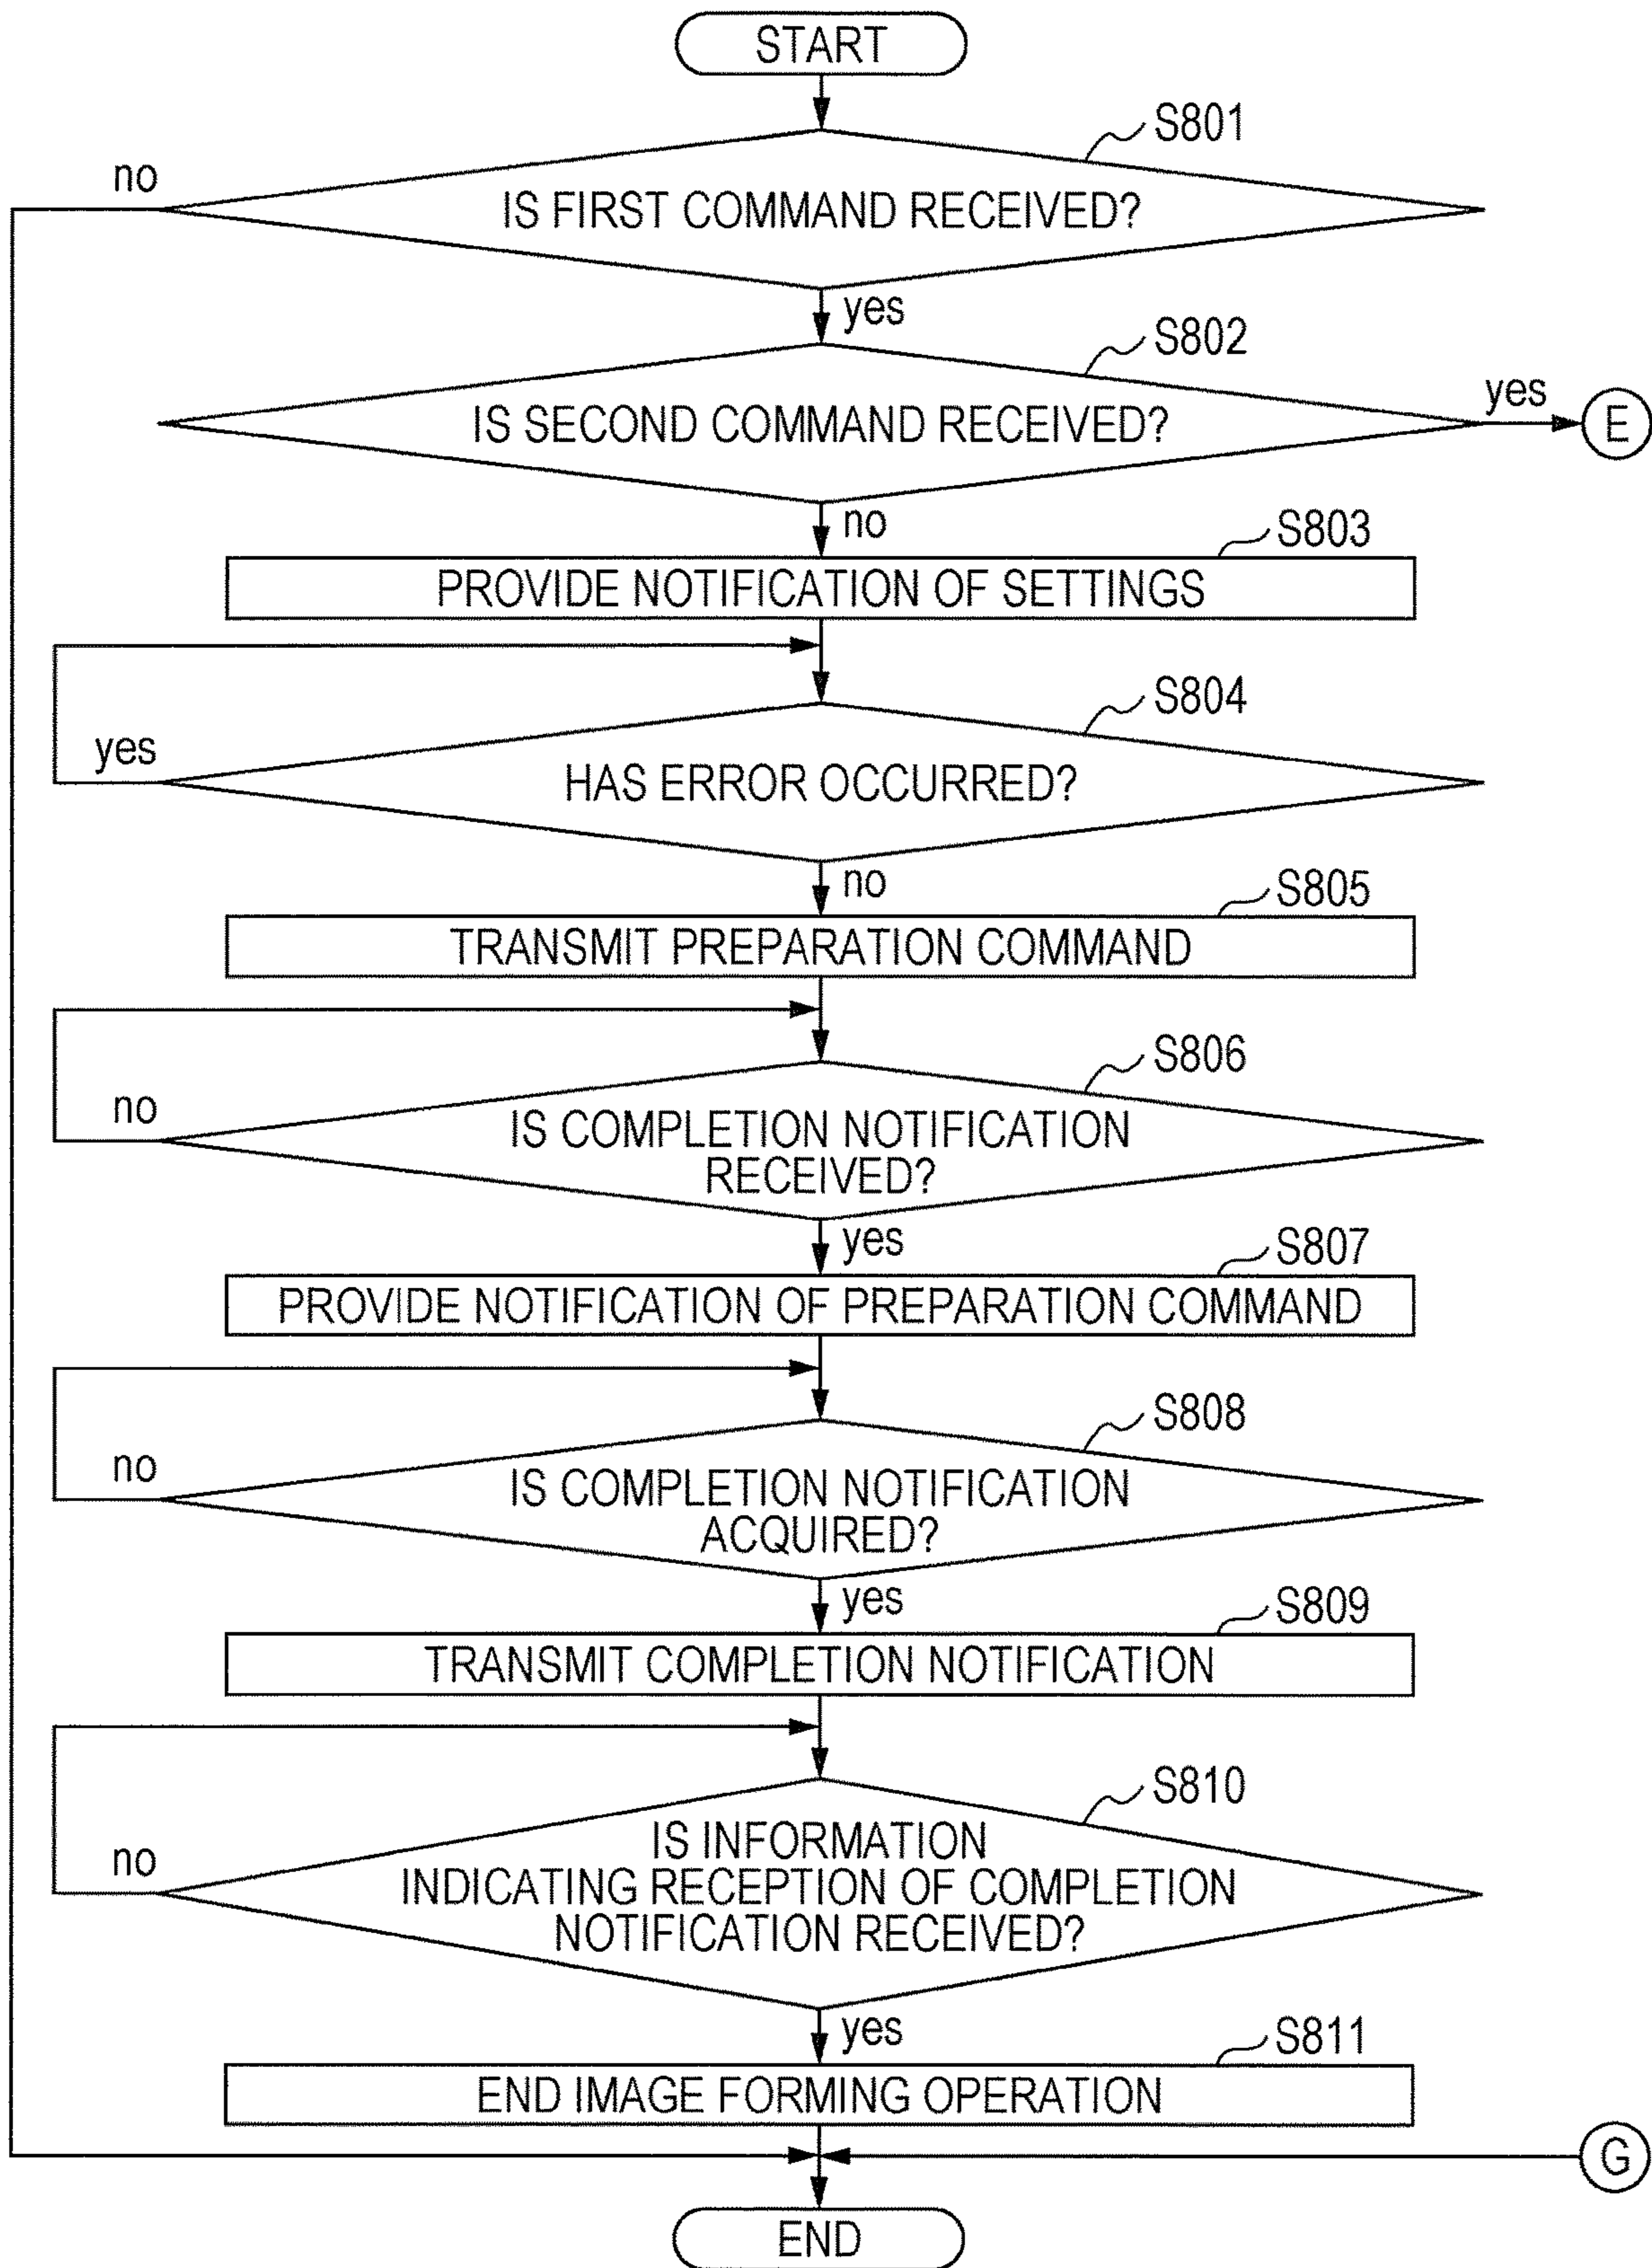 START
S801
no
IS FIRST COMMAND RECEIVED?
yes
S802
yes
IS SECOND COMMAND RECEIVED?
E
no
S803
PROVIDE NOTIFICATION OF SETTINGS
S804
yes
HAS ERROR OCCURRED?
no
S805
TRANSMIT PREPARATION COMMAND
S806
no
IS COMPLETION NOTIFICATION
RECEIVED?
yes
S807
PROVIDE NOTIFICATION OF PREPARATION COMMAND
S808
no
IS COMPLETION NOTIFICATION
ACQUIRED?
yes
S809
TRANSMIT COMPLETION NOTIFICATION
S810
IS INFORMATION
no
INDICATING RECEPTION OF COMPLETION
NOTIFICATION RECEIVED?
yes
S811
END IMAGE FORMING OPERATION
G
END